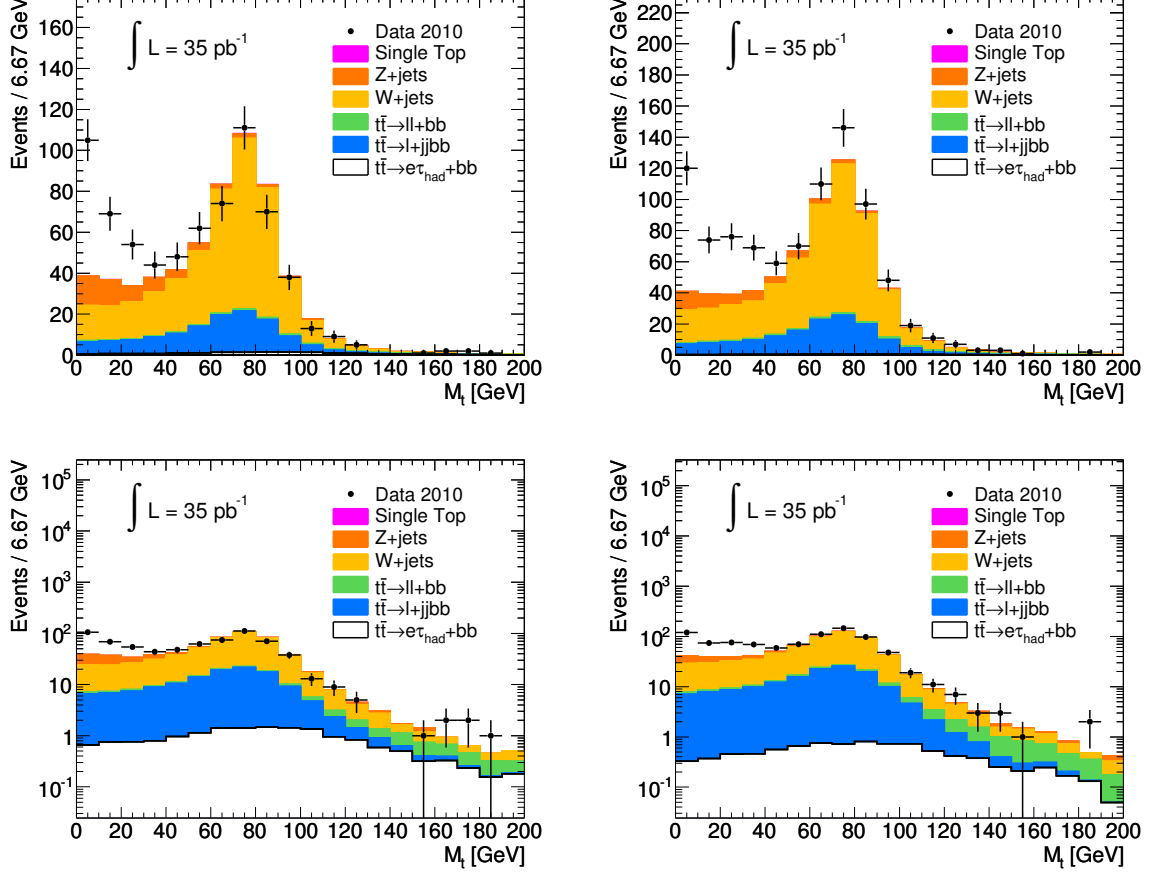 Events / 6.67 GeV
160
140
120
100
80
60
40
20
0
∫ L = 35 pb⁻¹
Data 2010
Single Top
Z+jets
W+jets
tt̄→ll+bb
tt̄→l+jjbb
tt̄→eτ_had+bb
0 20 40 60 80 100 120 140 160 180 200
M_t [GeV]
Events / 6.67 GeV
220
200
180
160
140
120
100
80
60
40
20
0
∫ L = 35 pb⁻¹
Data 2010
Single Top
Z+jets
W+jets
tt̄→ll+bb
tt̄→l+jjbb
tt̄→eτ_had+bb
0 20 40 60 80 100 120 140 160 180 200
M_t [GeV]
Events / 6.67 GeV
10⁵
10⁴
10³
10²
10
1
10⁻¹
∫ L = 35 pb⁻¹
Data 2010
Single Top
Z+jets
W+jets
tt̄→ll+bb
tt̄→l+jjbb
tt̄→eτ_had+bb
0 20 40 60 80 100 120 140 160 180 200
M_t [GeV]
Events / 6.67 GeV
10⁵
10⁴
10³
10²
10
1
10⁻¹
∫ L = 35 pb⁻¹
Data 2010
Single Top
Z+jets
W+jets
tt̄→ll+bb
tt̄→l+jjbb
tt̄→eτ_had+bb
0 20 40 60 80 100 120 140 160 180 200
M_t [GeV]